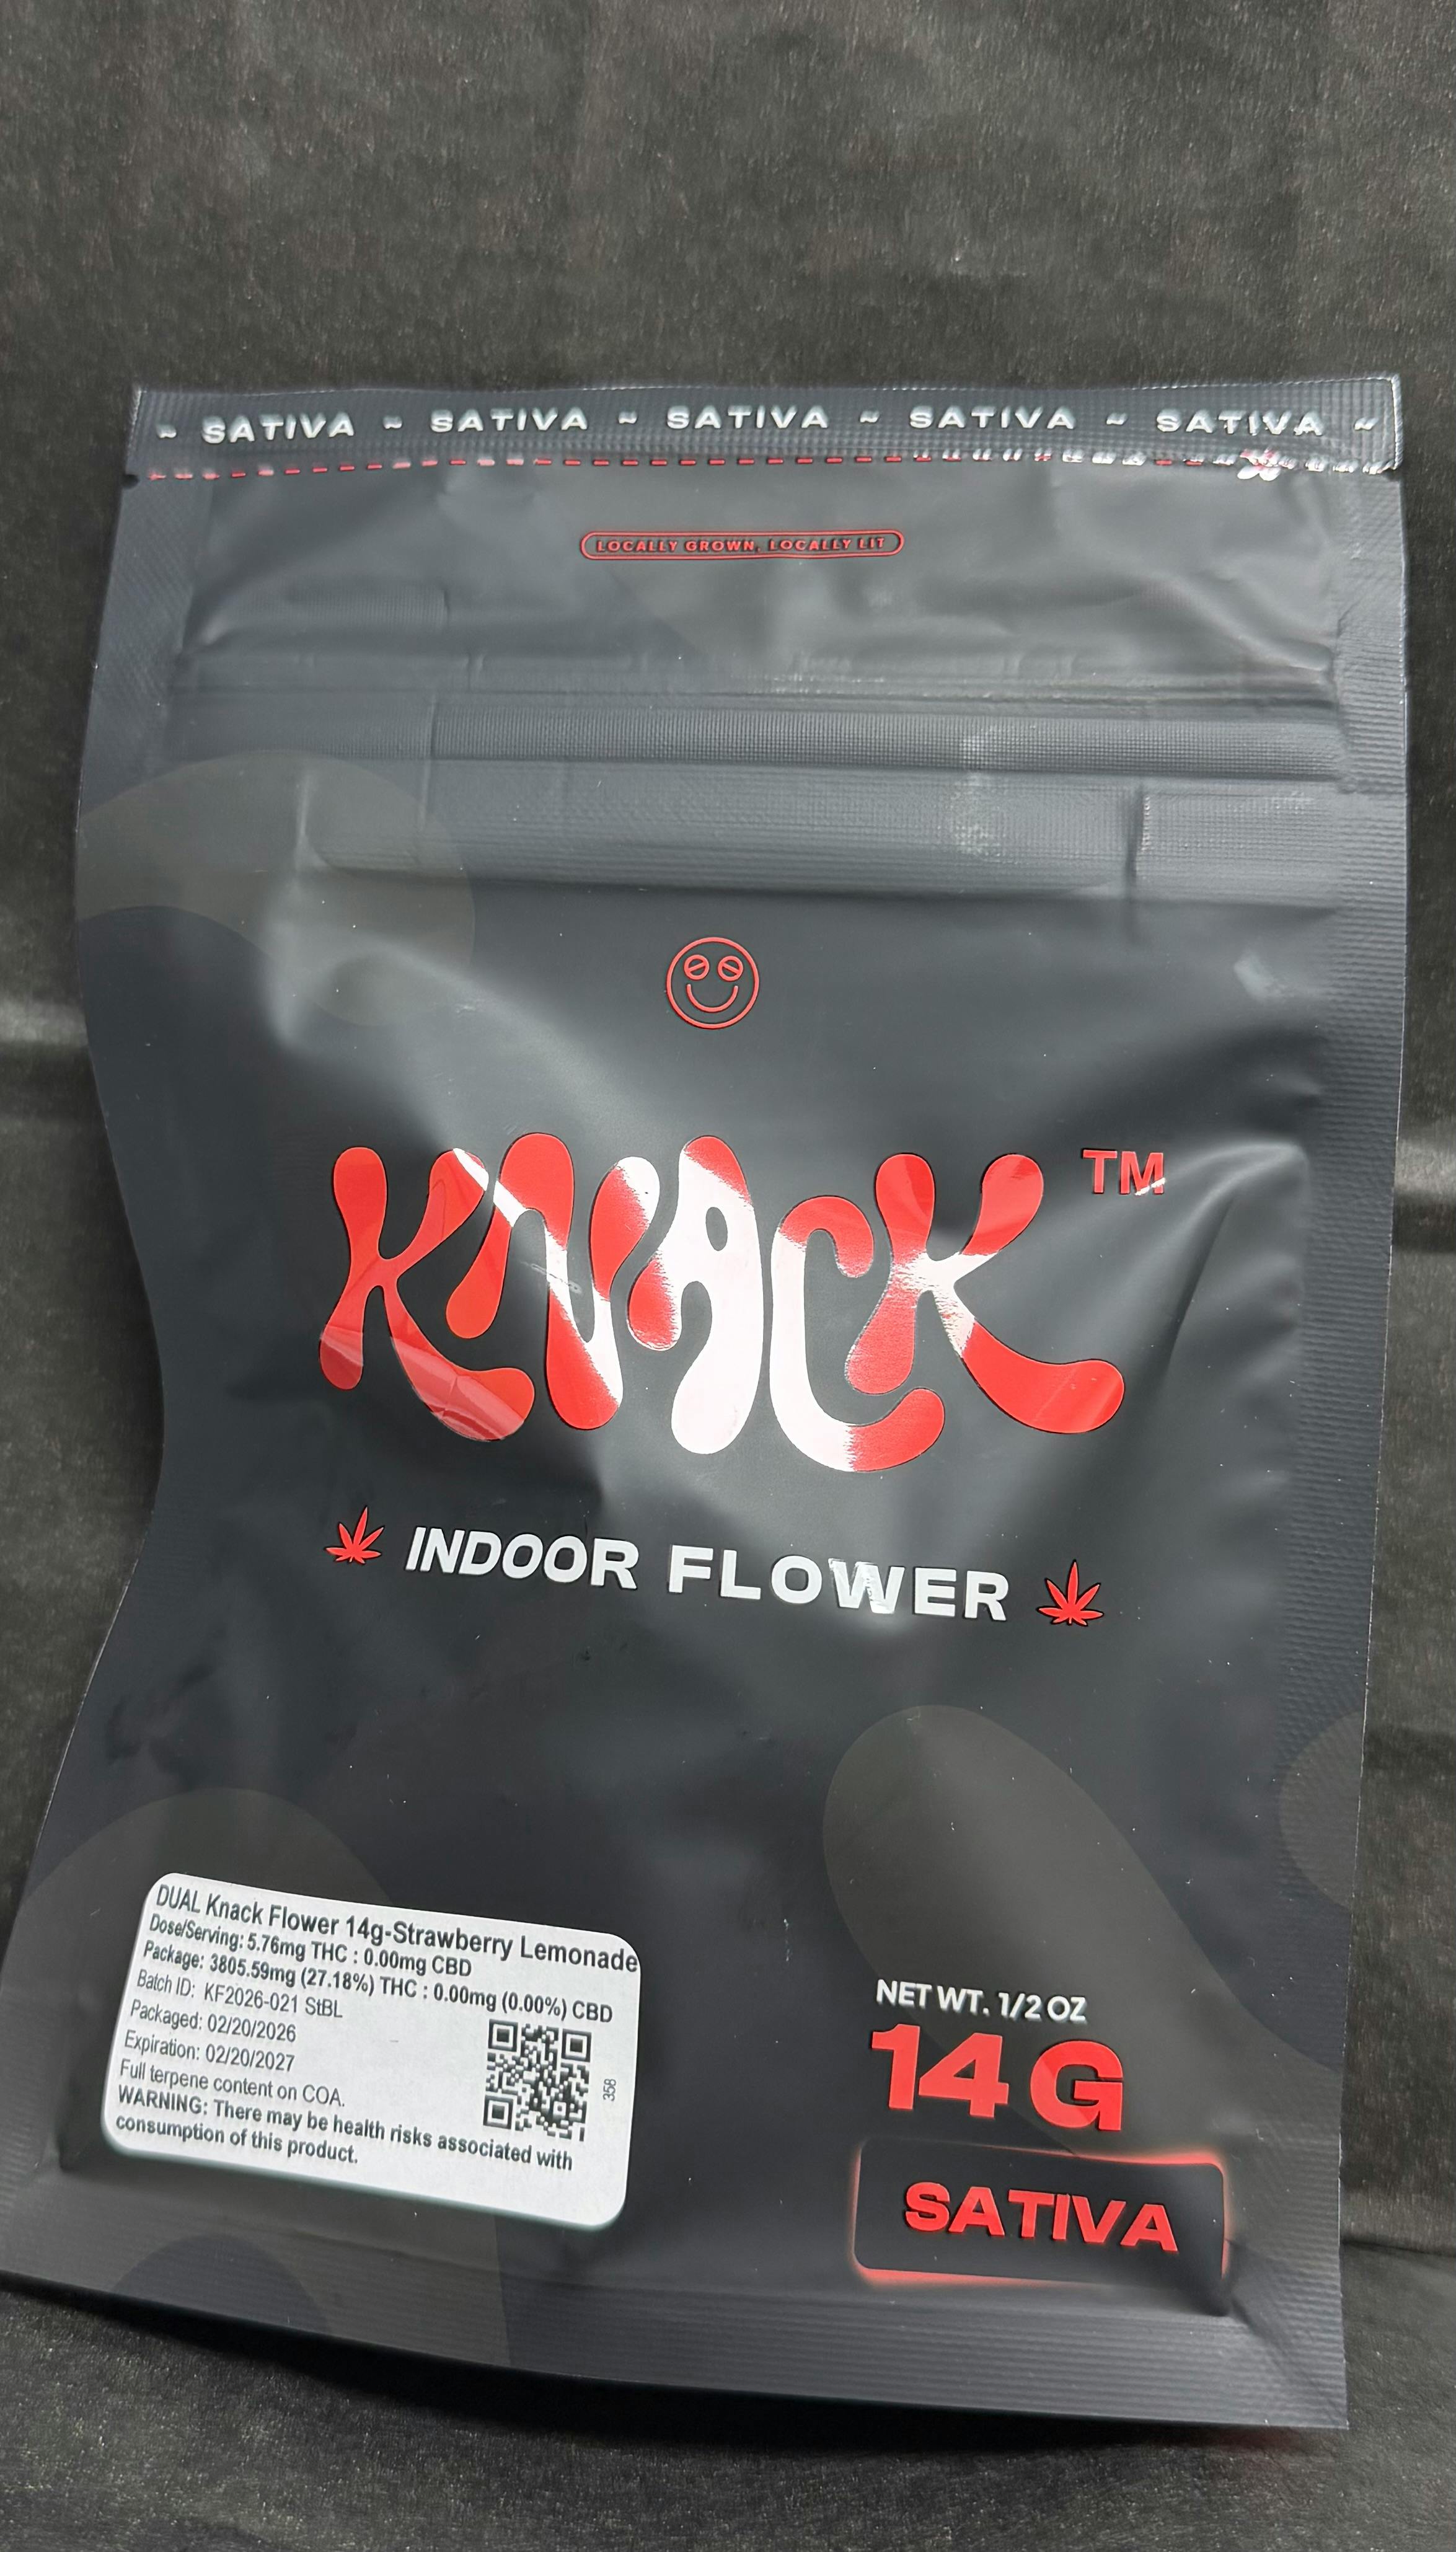 ~ SATIVA ~ SATIVA ~ SATIVA ~ SATIVA ~ SATIVA ~
LOCALLY GROWN, LOCALLY LIT
KNACK TM
INDOOR FLOWER
DUAL Knack Flower 14g-Strawberry Lemonade
Dose/Serving: 5.76mg THC : 0.00mg CBD
Package: 3805.59mg (27.18%) THC : 0.00mg (0.00%) CBD
Batch ID: KF2026-021 StBL
Packaged: 02/20/2026
Expiration: 02/20/2027
Full terpene content on COA.
WARNING: There may be health risks associated with
consumption of this product.
358
NET WT. 1/2 OZ
14 G
SATIVA